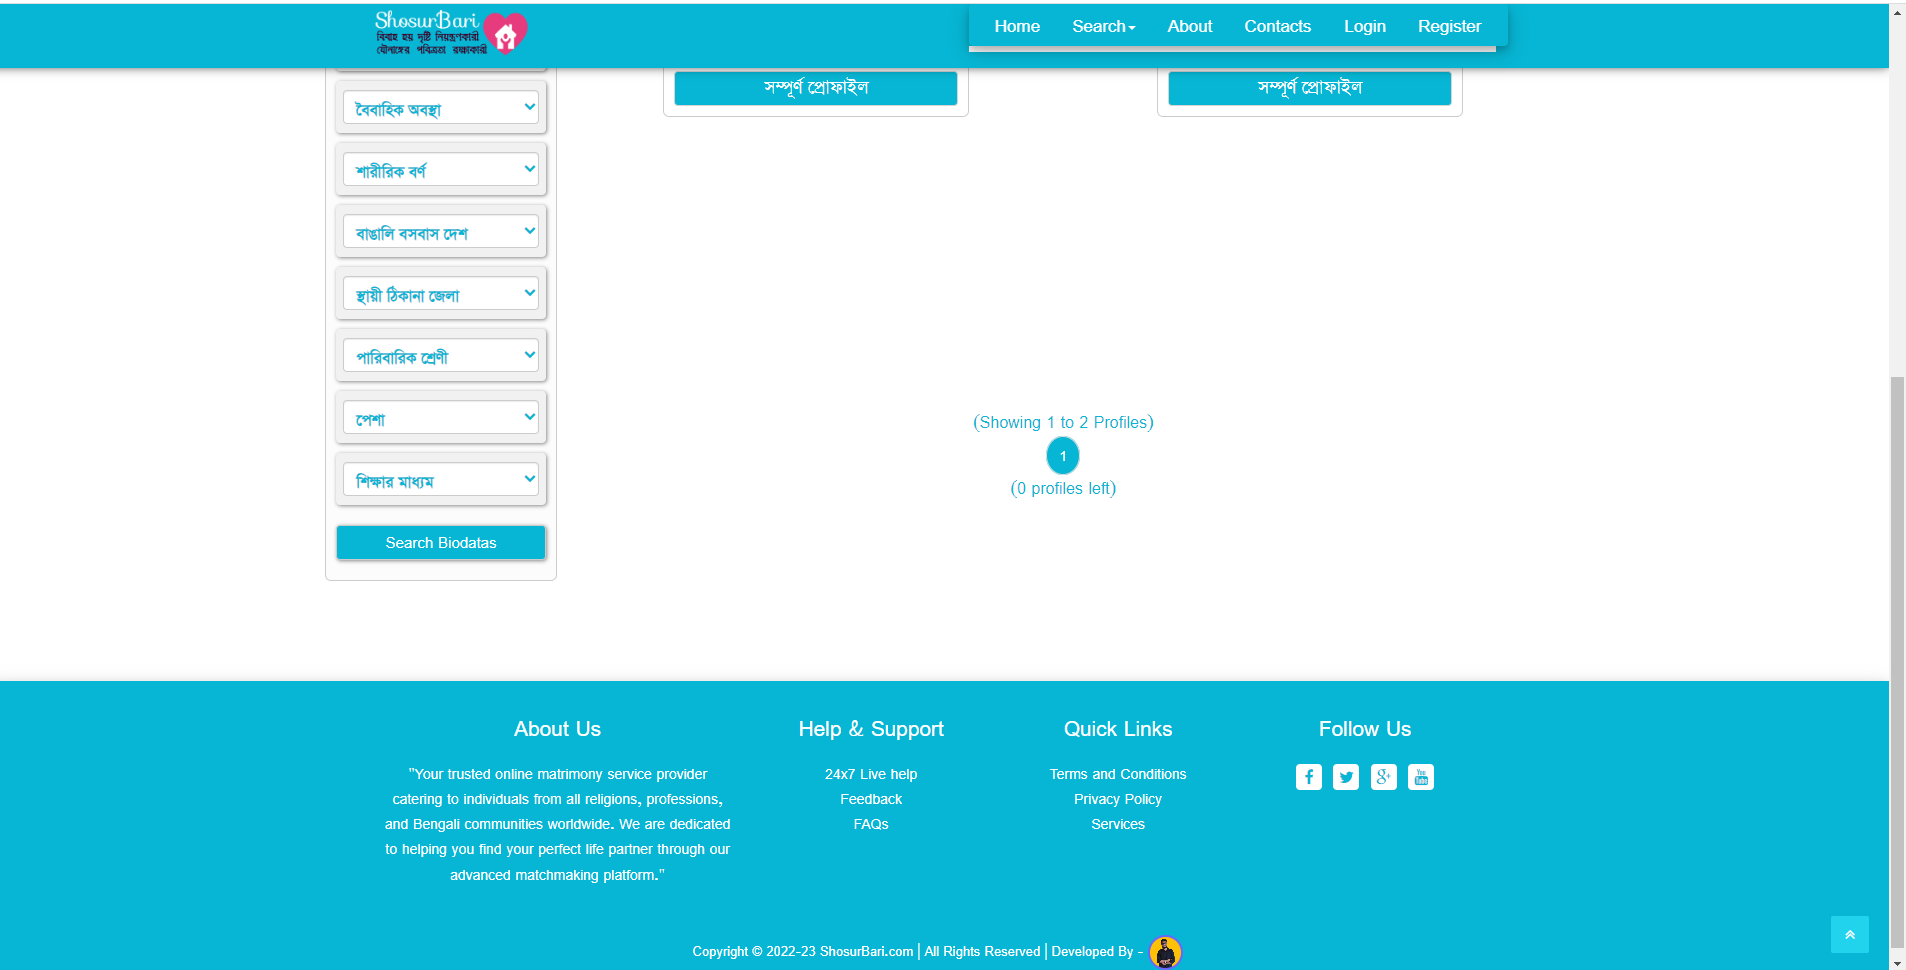 ShosurBari
বিবাহ হয় দৃষ্টি নিয়ন্ত্রণকারী
যৌনাঙ্গের পবিত্রতা রক্ষাকারী
Home Search About Contacts Login Register
সম্পূর্ণ প্রোফাইল সম্পূর্ণ প্রোফাইল
বৈবাহিক অবস্থা
শারীরিক বর্ণ
বাঙালি বসবাস দেশ
স্থায়ী ঠিকানা জেলা
পারিবারিক শ্রেণী
পেশা
শিক্ষার মাধ্যম
Search Biodatas
(Showing 1 to 2 Profiles)
1
(0 profiles left)
About Us
"Your trusted online matrimony service provider
catering to individuals from all religions, professions,
and Bengali communities worldwide. We are dedicated
to helping you find your perfect life partner through our
advanced matchmaking platform."
Help & Support
24x7 Live help
Feedback
FAQs
Quick Links
Terms and Conditions
Privacy Policy
Services
Follow Us
Copyright © 2022-23 ShosurBari.com | All Rights Reserved | Developed By -